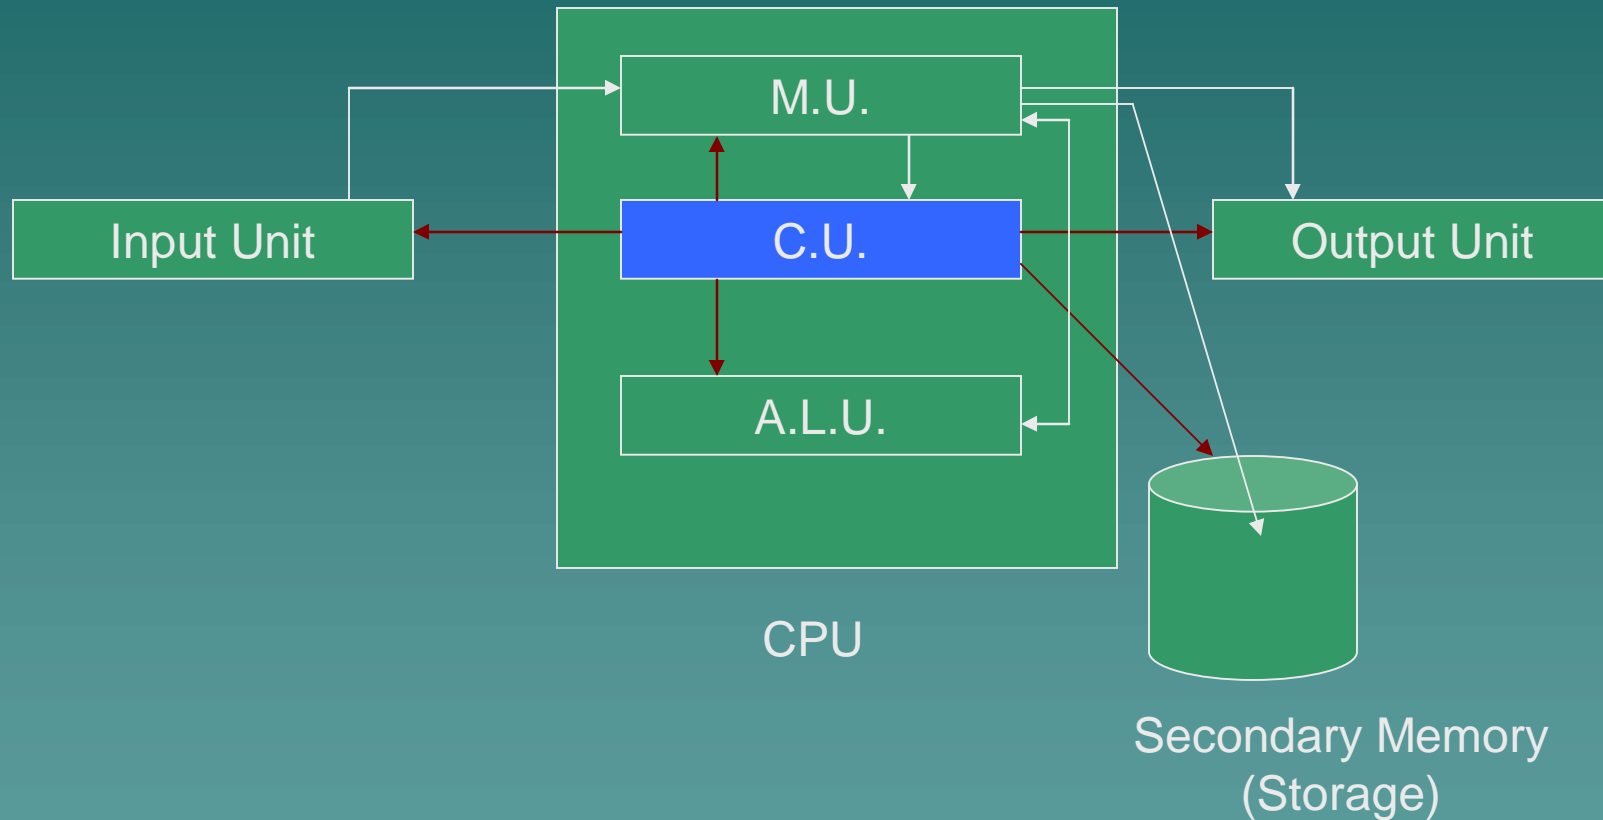 M.U.
Input Unit
C.U.
Output Unit
A.L.U.
CPU
Secondary Memory
(Storage)